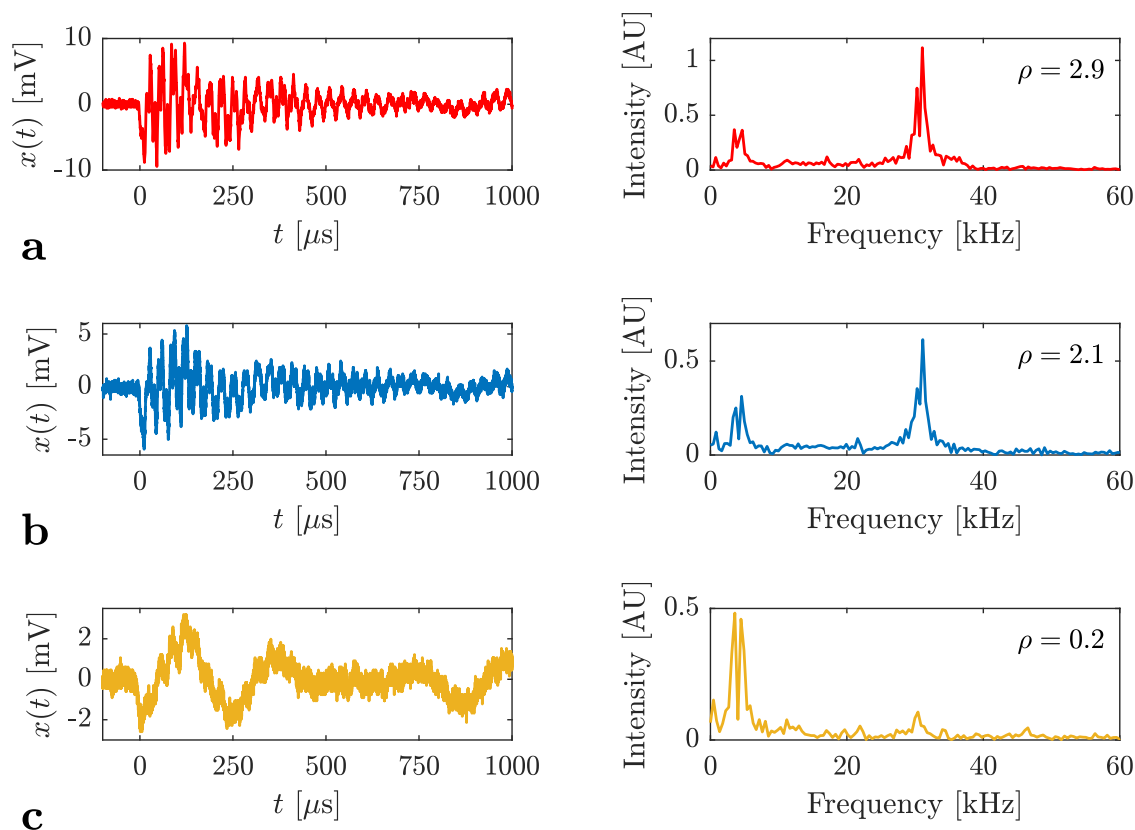 x(t) [mV]
10
0
-10
0
250
500
750
1000
t [μs]
Intensity [AU]
1
0.5
0
ρ = 2.9
0
20
40
60
Frequency [kHz]
a
x(t) [mV]
5
0
-5
0
250
500
750
1000
t [μs]
Intensity [AU]
0.5
0
ρ = 2.1
0
20
40
60
Frequency [kHz]
b
x(t) [mV]
2
0
-2
0
250
500
750
1000
t [μs]
Intensity [AU]
0.5
0
ρ = 0.2
0
20
40
60
Frequency [kHz]
c